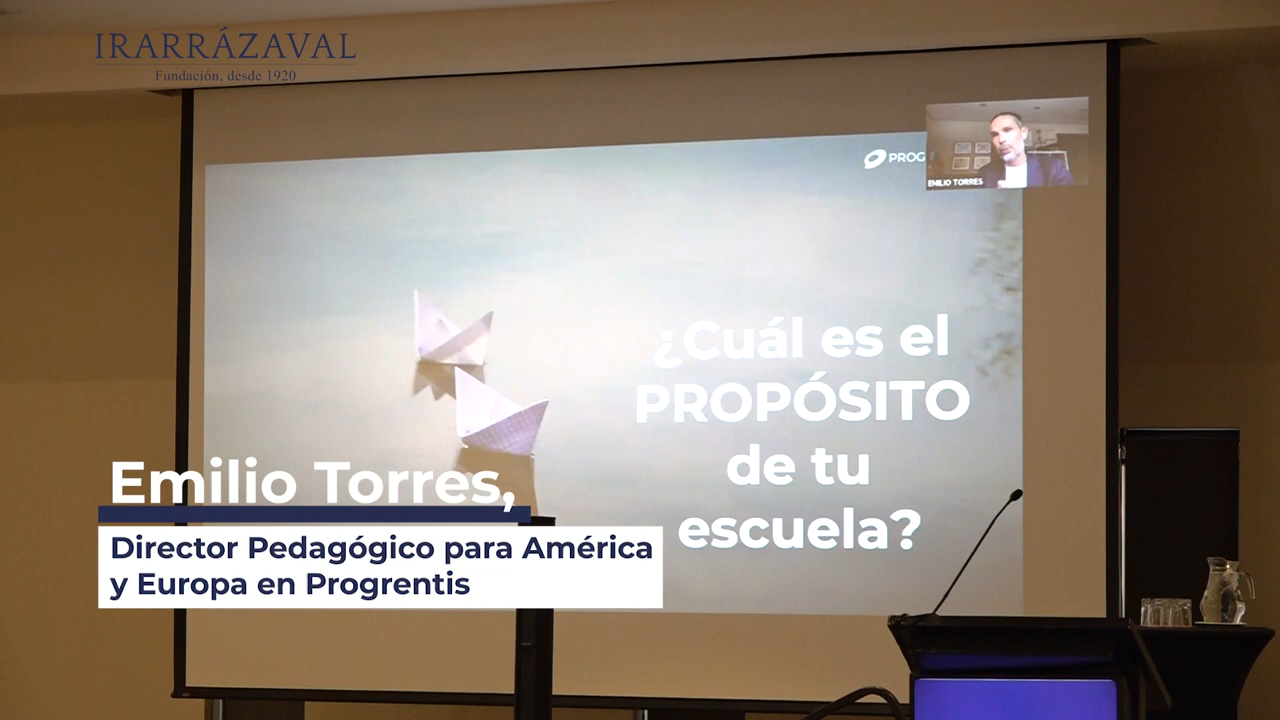 IRARRÁZAVAL
Fundación, desde 1920
PROG
EMILIO TORRES
¿Cuál es el
PROPÓSITO
de tu
escuela?
Emilio Torres,
Director Pedagógico para América
y Europa en Progrentis